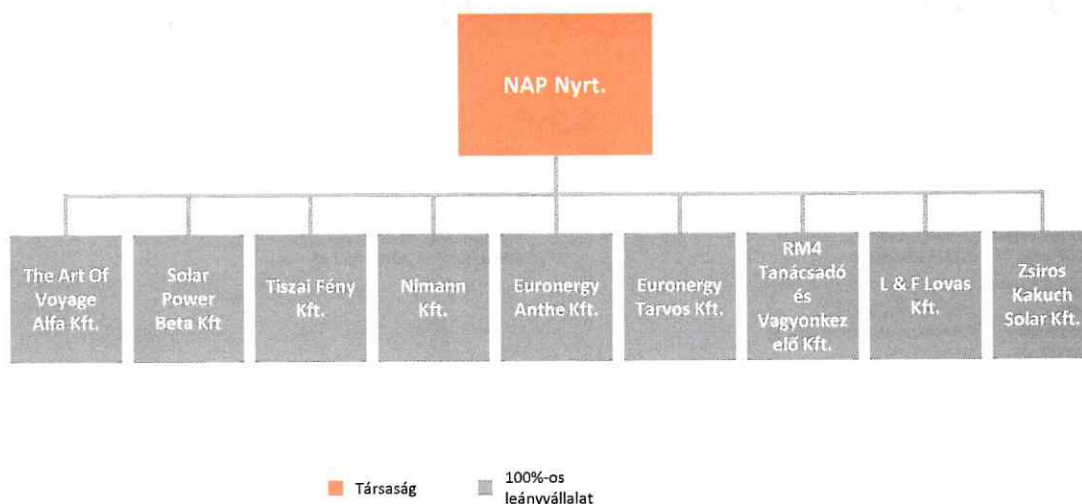 NAP Nyrt.
The Art Of
Voyage
Alfa Kft.
Solar
Power
Beta Kft
Tiszai Fény
Kft.
Nimann
Kft.
Euronergy
Anthe Kft.
Euronergy
Tarvos Kft.
RM4
Tanácsadó
és
Vagyonkez
elő Kft.
L & F Lovas
Kft.
Zsiros
Kakuch
Solar Kft.
Társaság
100%-os
leányvállalat